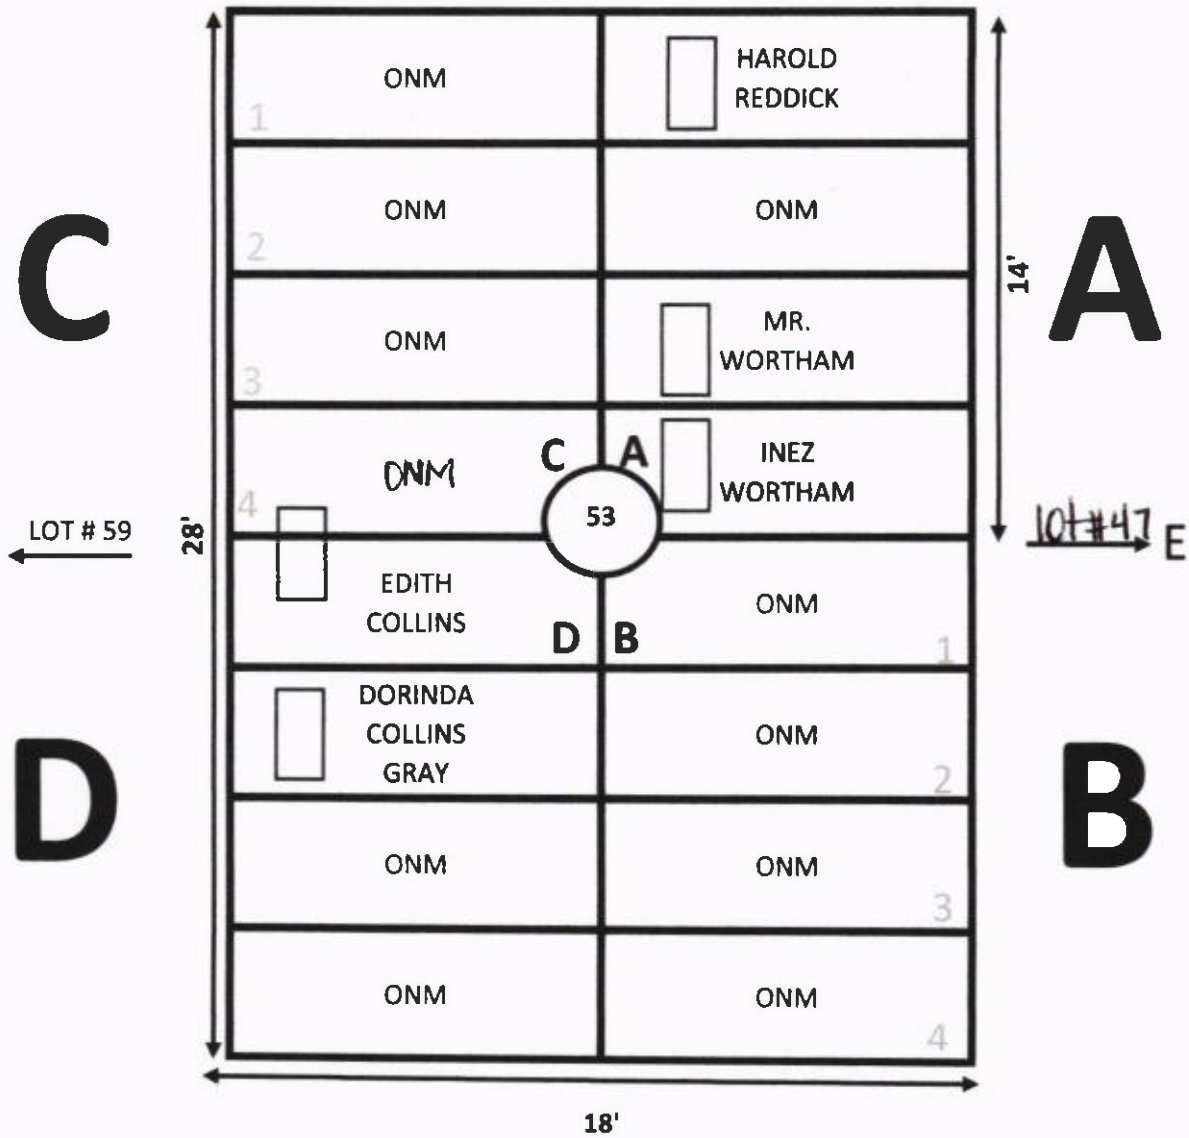 ONM
HAROLD
REDDICK
1
ONM
ONM
2
C
A
14'
ONM
MR.
WORTHAM
3
ONM
C
A
INEZ
WORTHAM
4
53
LOT # 59
28'
lot#47
E
EDITH
COLLINS
ONM
D
B
1
DORINDA
COLLINS
GRAY
ONM
2
D
B
ONM
ONM
3
ONM
ONM
4
18'